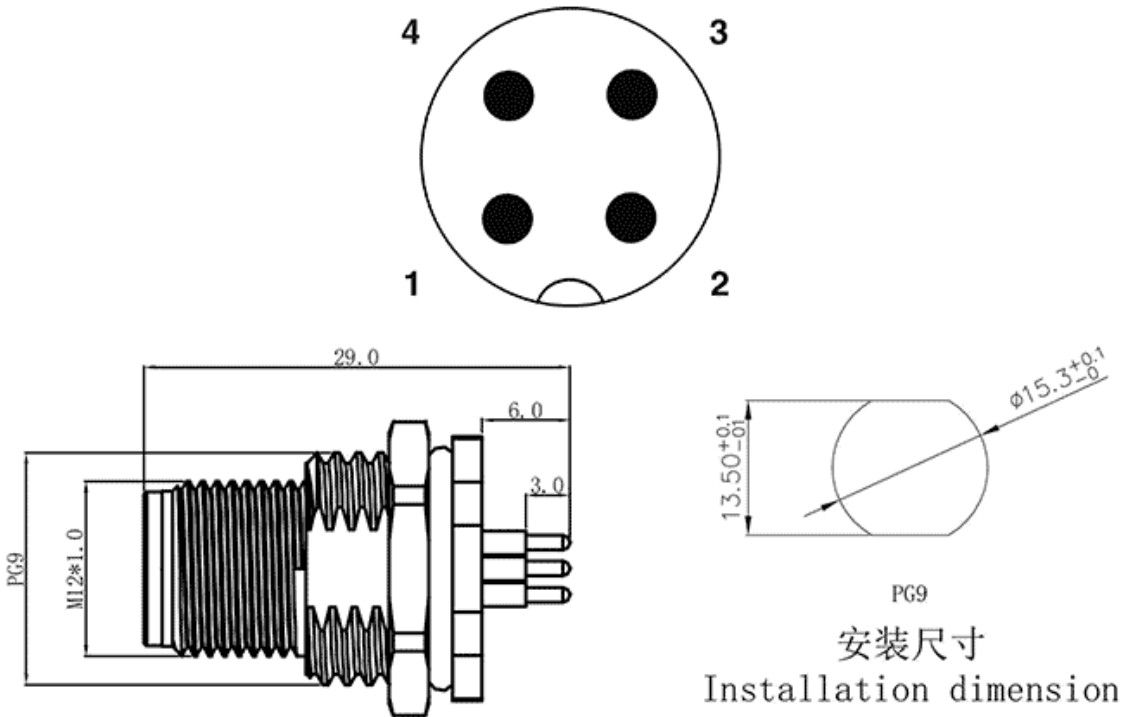 4 3
1 2
29.0
6.0
3.0
PG9
M12*1.0
13.50+0.1-01
Ø15.3+0.1-0
PG9
安装尺寸
Installation dimension